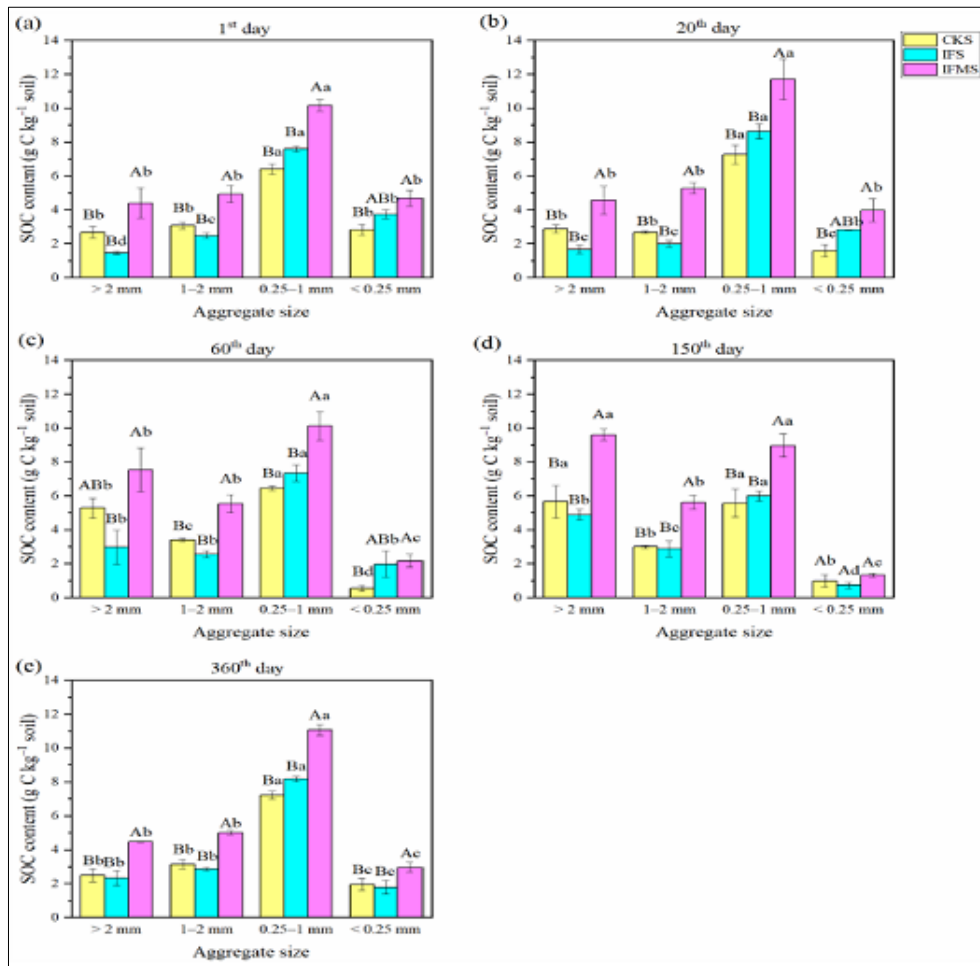 (a)
1st day
SOC content (g C kg⁻¹ soil)
14
12
10
8
6
4
2
0
Bb
Bd
Ab
Bb
Bc
Ab
Ba
Ba
Aa
Bb
ABb
Ab
> 2 mm
1–2 mm
0.25–1 mm
< 0.25 mm
Aggregate size
(b)
20th day
SOC content (g C kg⁻¹ soil)
14
12
10
8
6
4
2
0
Bb
Bc
Ab
Bb
Bc
Ab
Ba
Ba
Aa
Bc
ABb
Ab
> 2 mm
1–2 mm
0.25–1 mm
< 0.25 mm
Aggregate size
CKS
IFS
IFMS
(c)
60th day
SOC content (g C kg⁻¹ soil)
14
12
10
8
6
4
2
0
ABb
Bb
Ab
Bc
Bb
Ab
Ba
Ba
Aa
Bd
ABb
Ac
> 2 mm
1–2 mm
0.25–1 mm
< 0.25 mm
Aggregate size
(d)
150th day
SOC content (g C kg⁻¹ soil)
14
12
10
8
6
4
2
0
Ba
Bb
Aa
Bb
Bc
Ab
Ba
Ba
Aa
Ab
Ad
Ac
> 2 mm
1–2 mm
0.25–1 mm
< 0.25 mm
Aggregate size
(e)
360th day
SOC content (g C kg⁻¹ soil)
14
12
10
8
6
4
2
0
Bb
Bb
Ab
Bb
Bb
Ab
Ba
Ba
Aa
Bc
Bc
Ac
> 2 mm
1–2 mm
0.25–1 mm
< 0.25 mm
Aggregate size